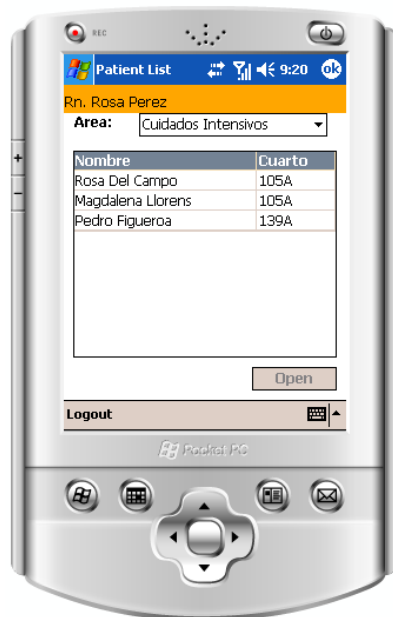 REC
Patient List 9:20 ok
Rn. Rosa Perez
Area: Cuidados Intensivos
Nombre Cuarto
Rosa Del Campo 105A
Magdalena Llorens 105A
Pedro Figueroa 139A
Open
Logout
Pocket PC
+
-